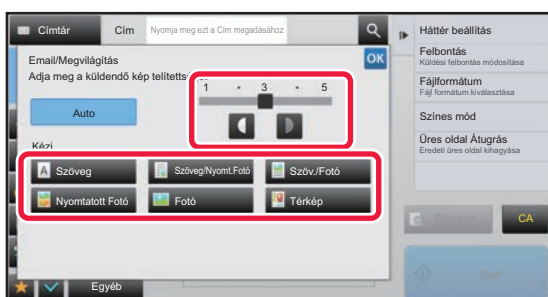 Címtár
Cím
Nyomja meg ezt a Cím megadásához
Email/Megvilágítás
Adja meg a küldendő kép telítettsé
OK
1 • 3 • 5
Auto
Kézi
A Szöveg
Szöveg/Nyomt.Fotó
Szöv./Fotó
Nyomtatott Fotó
Fotó
Térkép
Egyéb
Háttér beállítás
Felbontás
Küldési felbontás módosítása
Fájlformátum
Fájl formátum kiválasztása
Színes mód
Üres oldal Átugrás
Eredeti üres oldal kihagyása
CA
Start